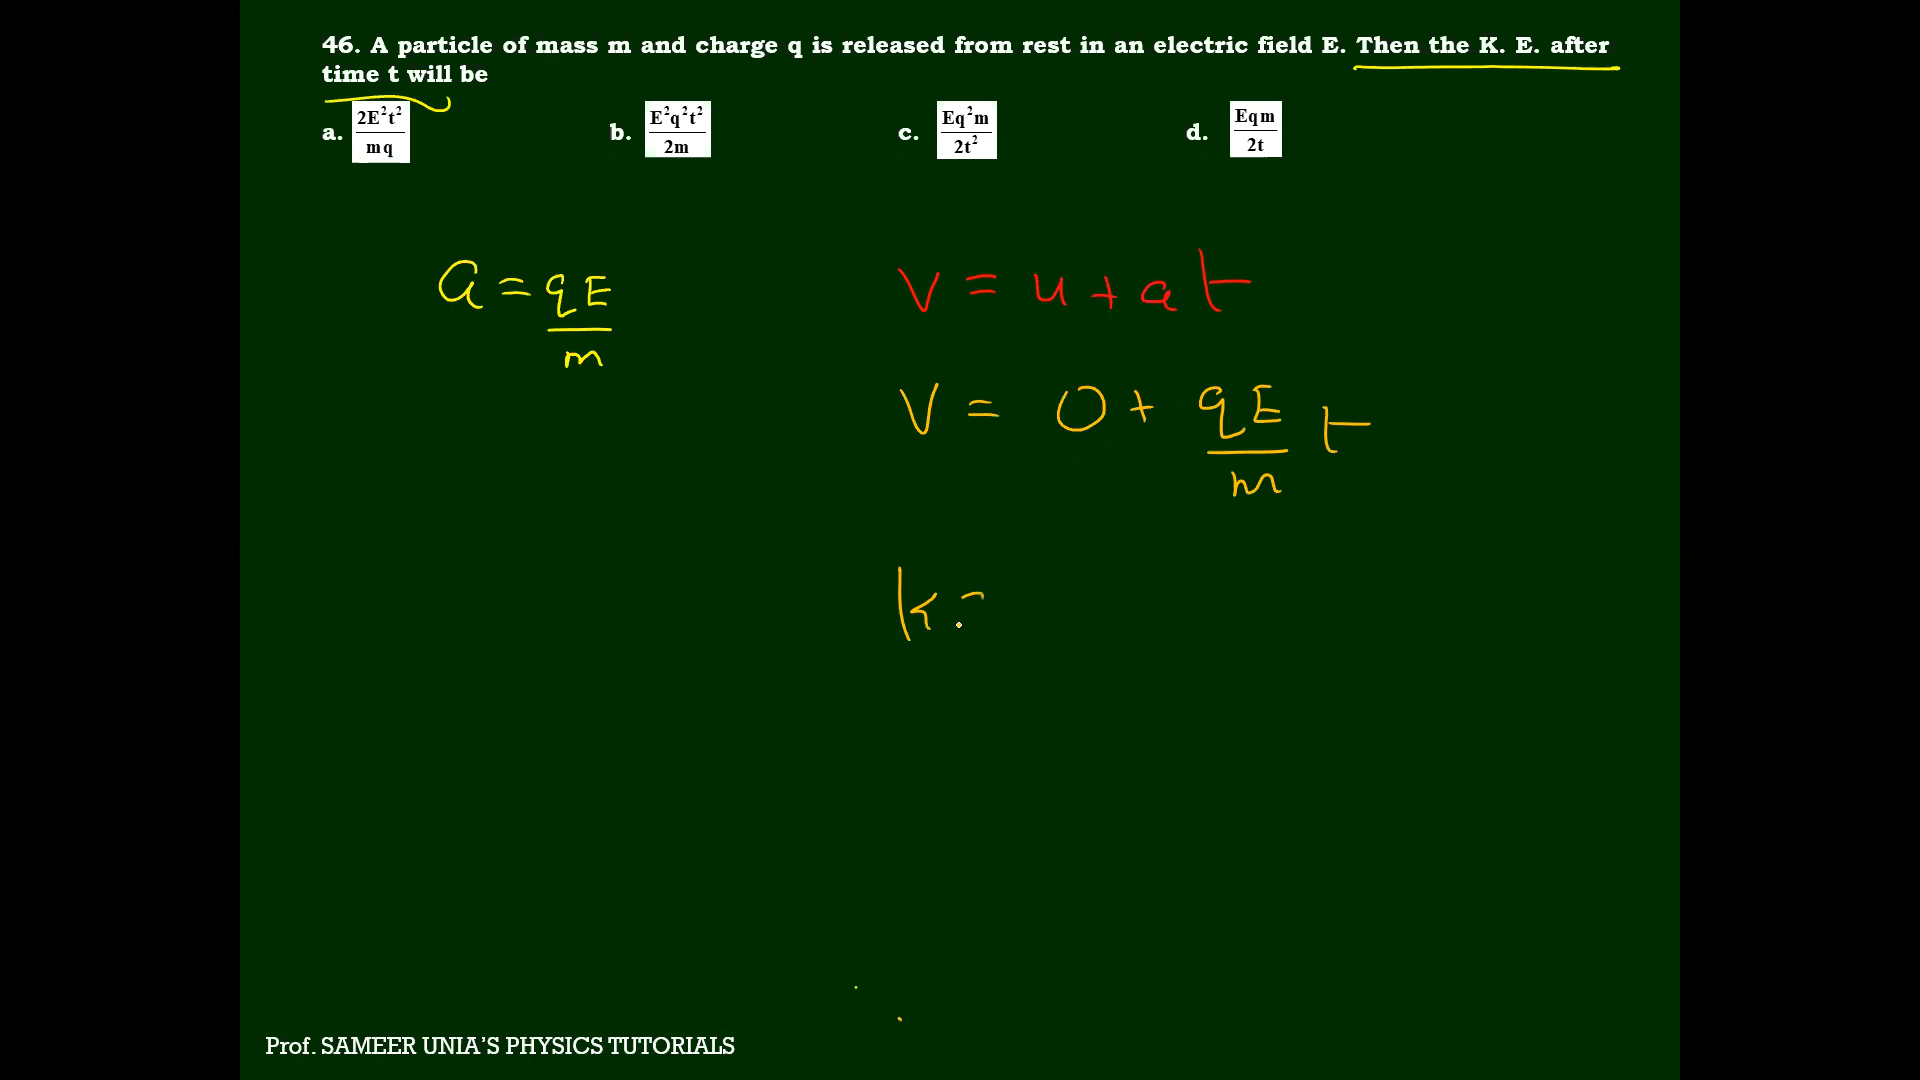 46. A particle of mass m and charge q is released from rest in an electric field E. Then the K. E. after
time t will be
a. 2E²t²/mq b. E²q²t²/2m c. Eq²m/2t² d. Eqm/2t
a = qE/m
v = u + at
v = 0 + qE/m t
k =
Prof. SAMEER UNIA’S PHYSICS TUTORIALS